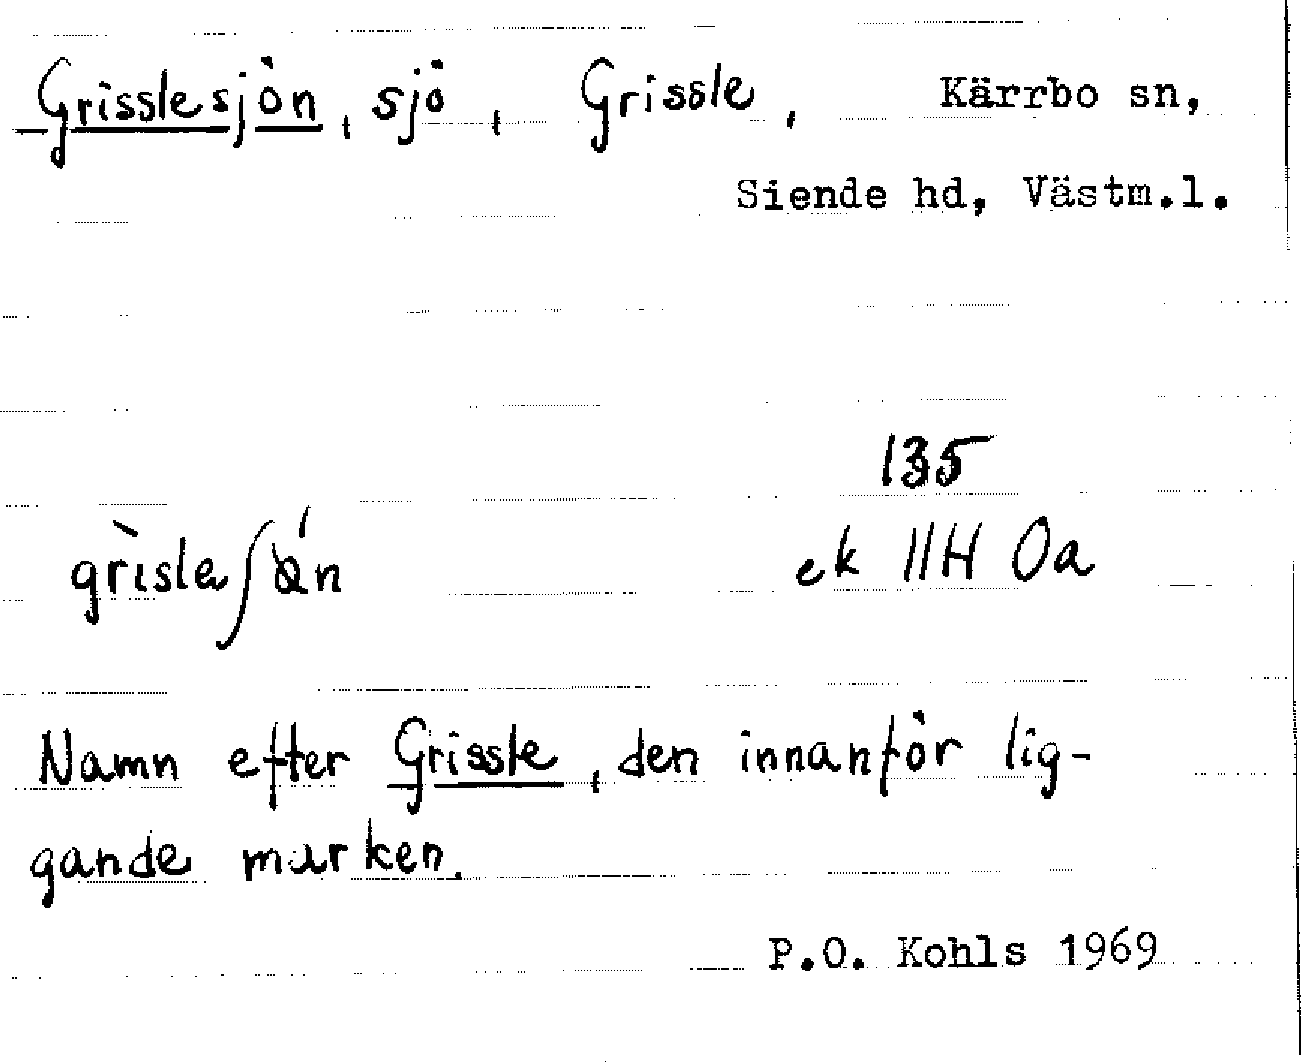 Grisslesjön, sjö, Grissle, Kärrbo sn,
Siende hd, Västm.l.
135
ek 11H 0a
Namn efter Grissle, den innanför lig-
gande marken.
P.O. Kohls 1969